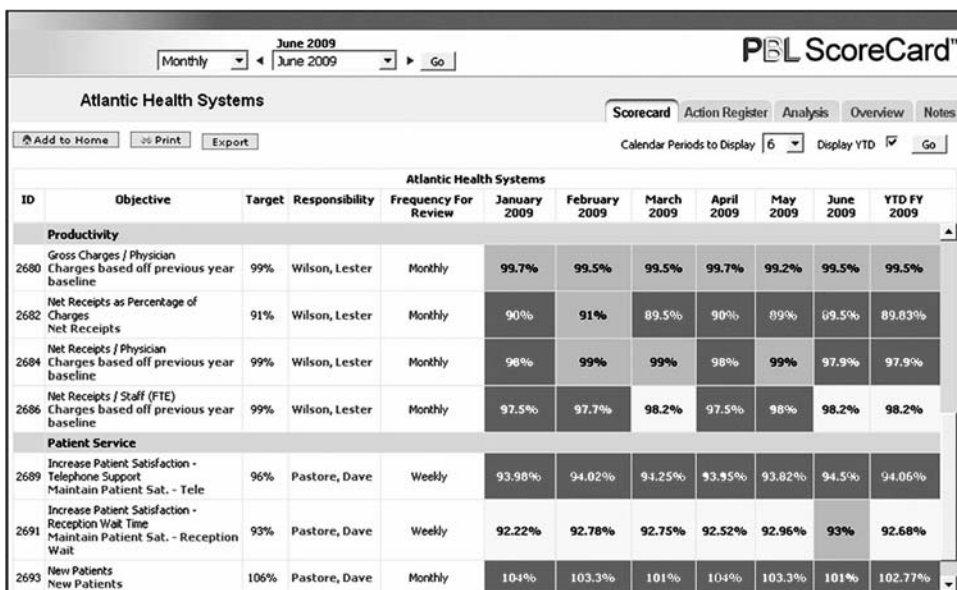 June 2009
Monthly June 2009 Go
PBL ScoreCard™
Atlantic Health Systems
Scorecard Action Register Analysis Overview Notes
Add to Home Print Export Calendar Periods to Display 6 Display YTD Go
Atlantic Health Systems
ID Objective Target Responsibility Frequency For Review January 2009 February 2009 March 2009 April 2009 May 2009 June 2009 YTD FY 2009
Productivity
Gross Charges / Physician
2680 Charges based off previous year 99% Wilson, Lester Monthly 99.7% 99.5% 99.5% 99.7% 99.2% 99.5% 99.5%
baseline
Net Receipts as Percentage of
2682 Charges 91% Wilson, Lester Monthly 90% 91% 89.5% 90% 89% 89.5% 89.83%
Net Receipts
Net Receipts / Physician
2684 Charges based off previous year 99% Wilson, Lester Monthly 98% 99% 99% 98% 99% 97.9% 97.9%
baseline
Net Receipts / Staff (FTE)
2686 Charges based off previous year 99% Wilson, Lester Monthly 97.5% 97.7% 98.2% 97.5% 98% 98.2% 98.2%
baseline
Patient Service
Increase Patient Satisfaction -
2689 Telephone Support 96% Pastore, Dave Weekly 93.98% 94.02% 94.25% 93.95% 93.82% 94.5% 94.06%
Maintain Patient Sat. - Tele
Increase Patient Satisfaction -
Reception Wait Time
2691 Maintain Patient Sat. - Reception 93% Pastore, Dave Weekly 92.22% 92.78% 92.75% 92.52% 92.96% 93% 92.68%
Wait
New Patients
2693 New Patients 106% Pastore, Dave Monthly 104% 103.3% 101% 104% 103.3% 101% 102.77%